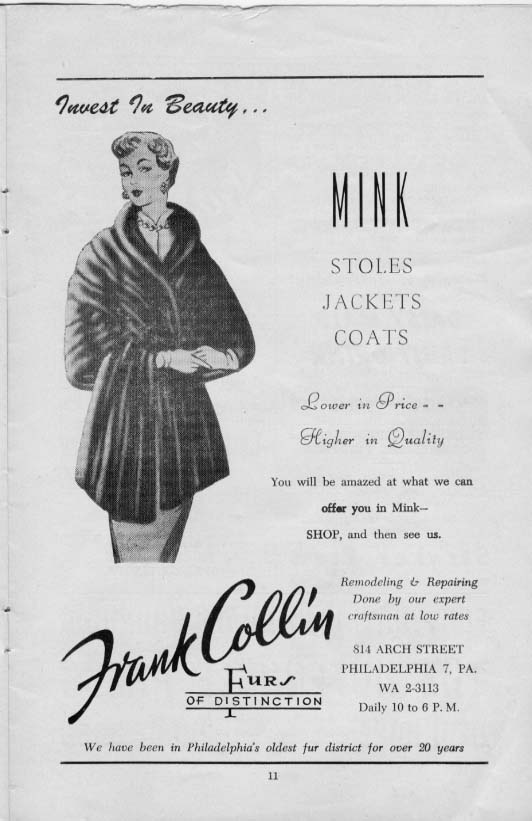 Invest In Beauty...
MINK
STOLES
JACKETS
COATS
Lower in Price - -
Higher in Quality
You will be amazed at what we can
offer you in Mink—
SHOP, and then see us.
Remodeling & Repairing
Done by our expert
craftsman at low rates
Frank Collin
FURS
OF DISTINCTION
814 ARCH STREET
PHILADELPHIA 7, PA.
WA 2-3113
Daily 10 to 6 P. M.
We have been in Philadelphia's oldest fur district for over 20 years
11